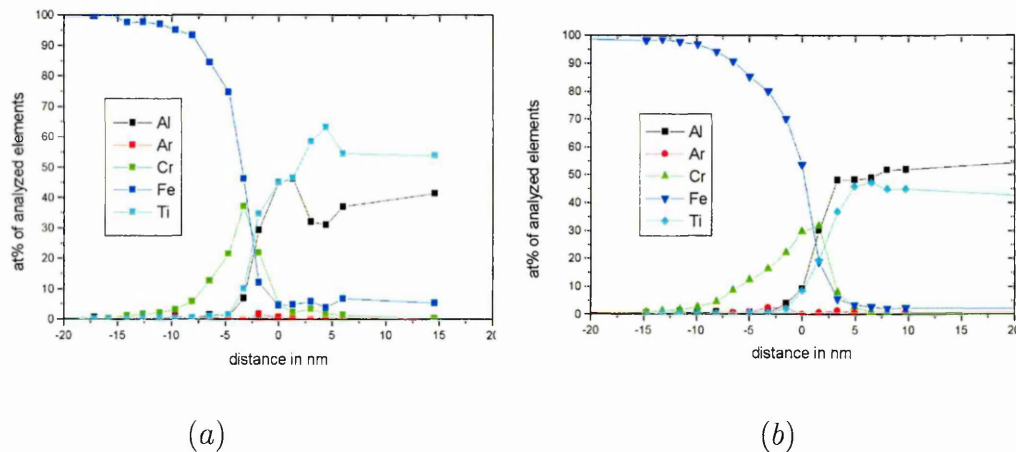 100
90
80
70
60
50
40
30
20
10
0
at% of analyzed elements
Al
Ar
Cr
Fe
Ti
-20 -15 -10 -5 0 5 10 15 20
distance in nm
(a)
100
90
80
70
60
50
40
30
20
10
0
at% of analyzed elements
Al
Ar
Cr
Fe
Ti
-20 -15 -10 -5 0 5 10 15 20
distance in nm
(b)